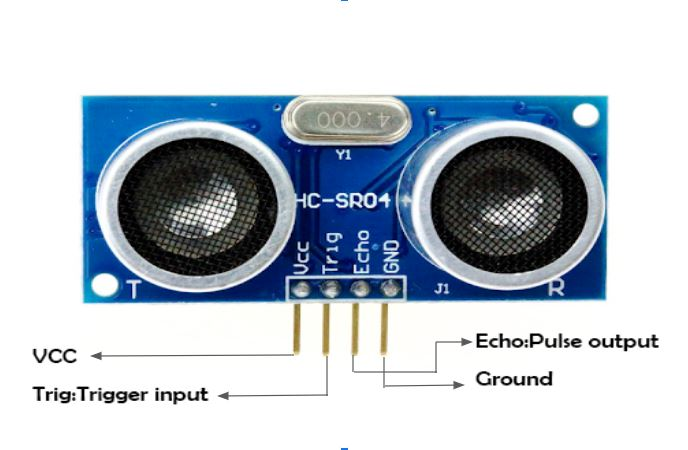 4.000
Y1
HC-SR04
Vcc
Trig
Echo
GND
T
J1
R
VCC
Trig:Trigger input
Echo:Pulse output
Ground